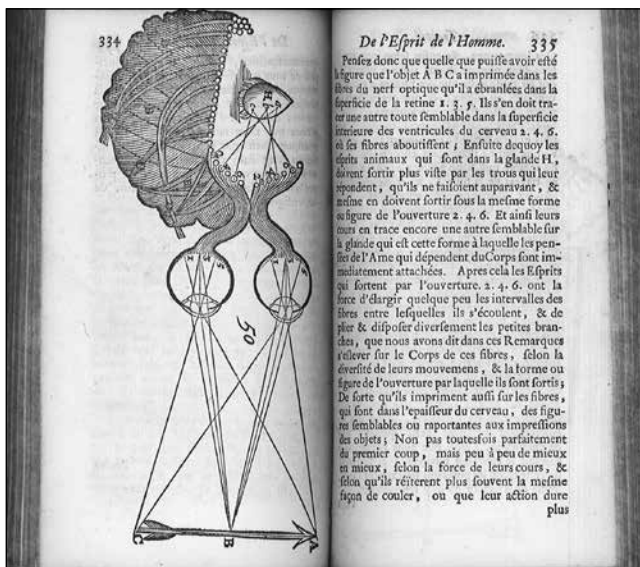 334
50
C
B
A
H
De l'Eſprit de l'Homme. 335
Penſez donc que quelle que puiſſe avoir eſté
la figure que l'objet A B C a imprimée dans les
fibres du nerf optique qu'il a ébranlées dans la
ſuperficie de la retine 1. 3. 5. Ils s'en doit tra-
cer une autre toute ſemblable dans la ſuperficie
interieure des ventricules du cerveau 2. 4. 6.
où ſes fibres aboutiſſent ; Enſuite dequoy les
eſprits animaux qui ſont dans la glande H,
doivent ſortir plus viſte par les trous qui leur
répondent, qu'ils ne faiſoient auparavant, &
meſme en doivent ſortir ſous la meſme forme
ou figure de l'ouverture 2. 4. 6. Et ainſi leurs
cours en trace encore une autre ſemblable ſur
la glande qui eſt cette forme à laquelle les pen-
ſées de l'Ame qui dépendent du Corps ſont im-
mediatement attachées. Apres cela les Eſprits
qui ſortent par l'ouverture. 2. 4. 6. ont la
force d'élargir quelque peu les intervalles des
fibres entre leſquelles ils s'écoulent, & de
plier & diſpoſer diverſement les petites bran-
ches, que nous avons dit dans ces Remarques
s'eſlever ſur le Corps de ces fibres, ſelon la
diverſité de leurs mouvemens, & la forme ou
figure de l'ouverture par laquelle ils ſont ſortis ;
De ſorte qu'ils impriment auſſi ſur les fibres,
qui ſont dans l'epaiſſeur du cerveau, des figu-
res ſemblables ou raportantes aux impreſſions
des objets ; Non pas toutesfois parfaitement
du premier coup, mais peu à peu de mieux
en mieux, ſelon la force de leurs cours, &
ſelon qu'ils réïterent plus ſouvent la meſme
façon de couler, ou que leur action dure
plus